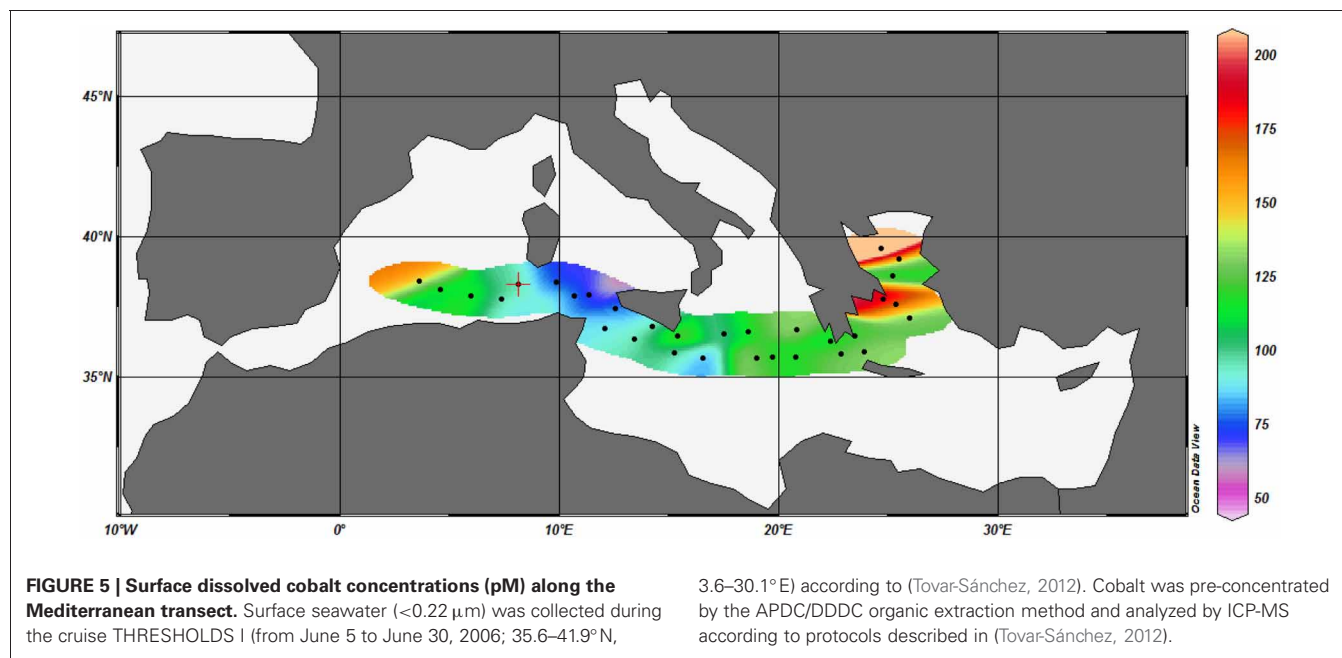 45°N
40°N
35°N
10°W
0°
10°E
20°E
30°E
200
175
150
125
100
75
50
Ocean Data View
FIGURE 5 | Surface dissolved cobalt concentrations (pM) along the
Mediterranean transect. Surface seawater (<0.22 μm) was collected during
the cruise THRESHOLDS I (from June 5 to June 30, 2006; 35.6–41.9°N,
3.6–30.1°E) according to (Tovar-Sánchez, 2012). Cobalt was pre-concentrated
by the APDC/DDDC organic extraction method and analyzed by ICP-MS
according to protocols described in (Tovar-Sánchez, 2012).